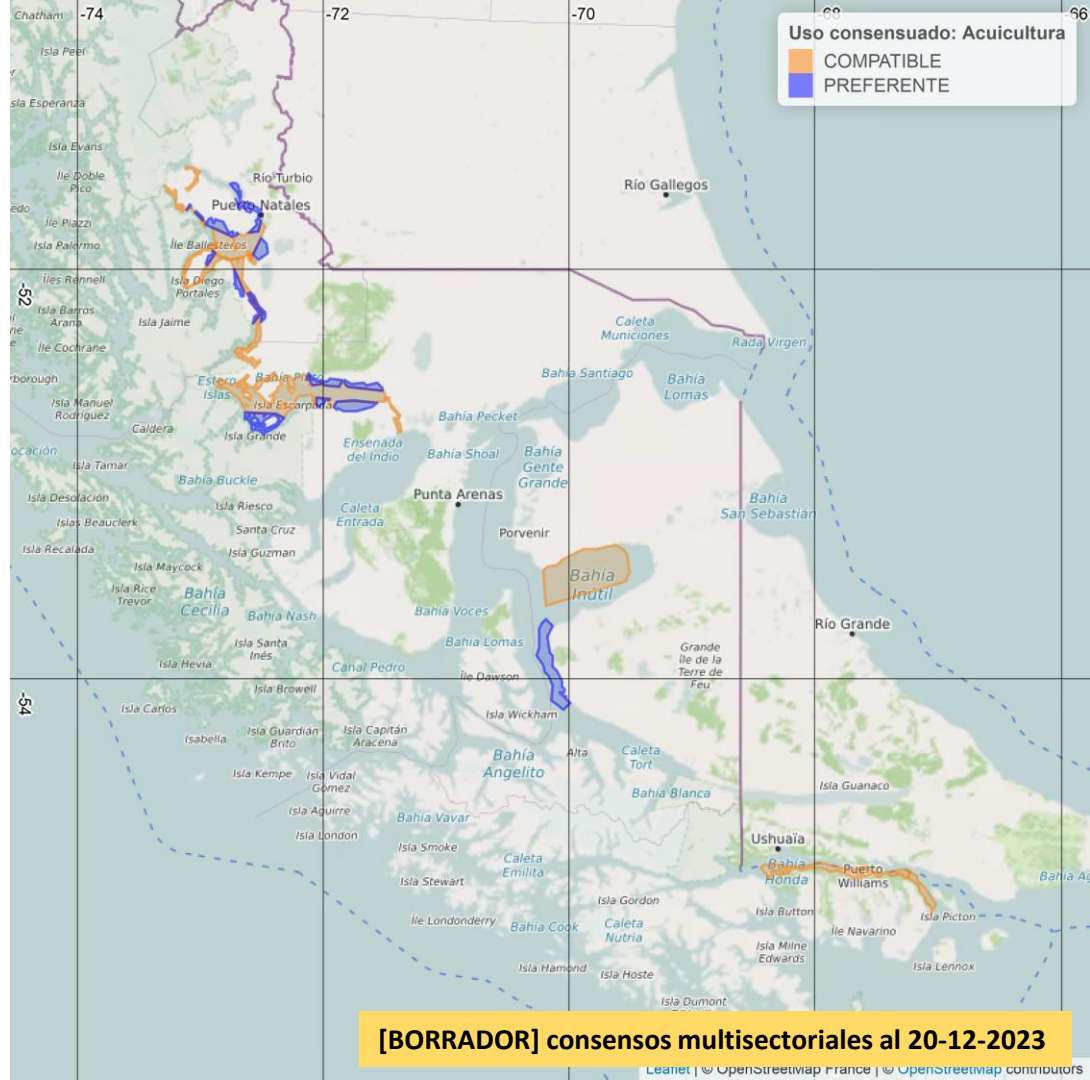 -74
-72
-70
-68
-66
Uso consensuado: Acuicultura
COMPATIBLE
PREFERENTE
Chatham
Isla Peel
sla Esperanza
Isla Evans
Île Doble
Pico
Río Turbio
Río Gallegos
Puerto Natales
Île Piazzi
Isla Palermo
Île Ballesteros
Îles Rennell
Isla Diego
Portales
-52
Isla Barros
Arana
Isla Jaime
Caleta
Municiones
Rada Virgen
Île Cochrane
Bahía Santiago
Bahía
Lomas
Estero
Islas
Isla Escarpada
Isla Manuel
Rodríguez
Caldera
Isla Grande
Bahía Pecket
Ensenada
del Indio
Bahía Shoal
Bahía
Gente
Grande
ocación
Isla Tamar
Bahía Buckle
Punta Arenas
Isla Desolación
Isla Riesco
Caleta
Entrada
Bahía
San Sebastián
Islas Beauclerk
Santa Cruz
Porvenir
Isla Recalada
Isla Guzman
Isla Maycock
Isla Rice
Trevor
Bahía
Cecilia
Bahía
Inútil
Bahía Nash
Bahía Voces
Río Grande
Isla Santa
Inés
Bahía Lomas
Grande
île de la
Terre de
Feu
Isla Hevia
Canal Pedro
Île Dawson
Isla Browell
-54
Isla Carlos
Isla Wickham
Isabella
Isla Guardián
Brito
Isla Capitán
Aracena
Bahía
Angelito
Alta
Caleta
Tort
Isla Kempe
Isla Vidal
Gómez
Bahía Blanca
Isla Guanaco
Isla Aguirre
Bahía Vavar
Isla London
Ushuaïa
Isla Smoke
Caleta
Emilita
Bahía
Honda
Puerto
Williams
Isla Stewart
Isla Gordon
Isla Button
Isla Picton
Île Londonderry
Bahía Cook
Caleta
Nutria
Île Navarino
Isla Milne
Edwards
Isla Hamond
Isla Hoste
Isla Lennox
Isla Dumont
[BORRADOR] consensos multisectoriales al 20-12-2023
Leaflet | © OpenStreetMap France | © OpenStreetMap contributors